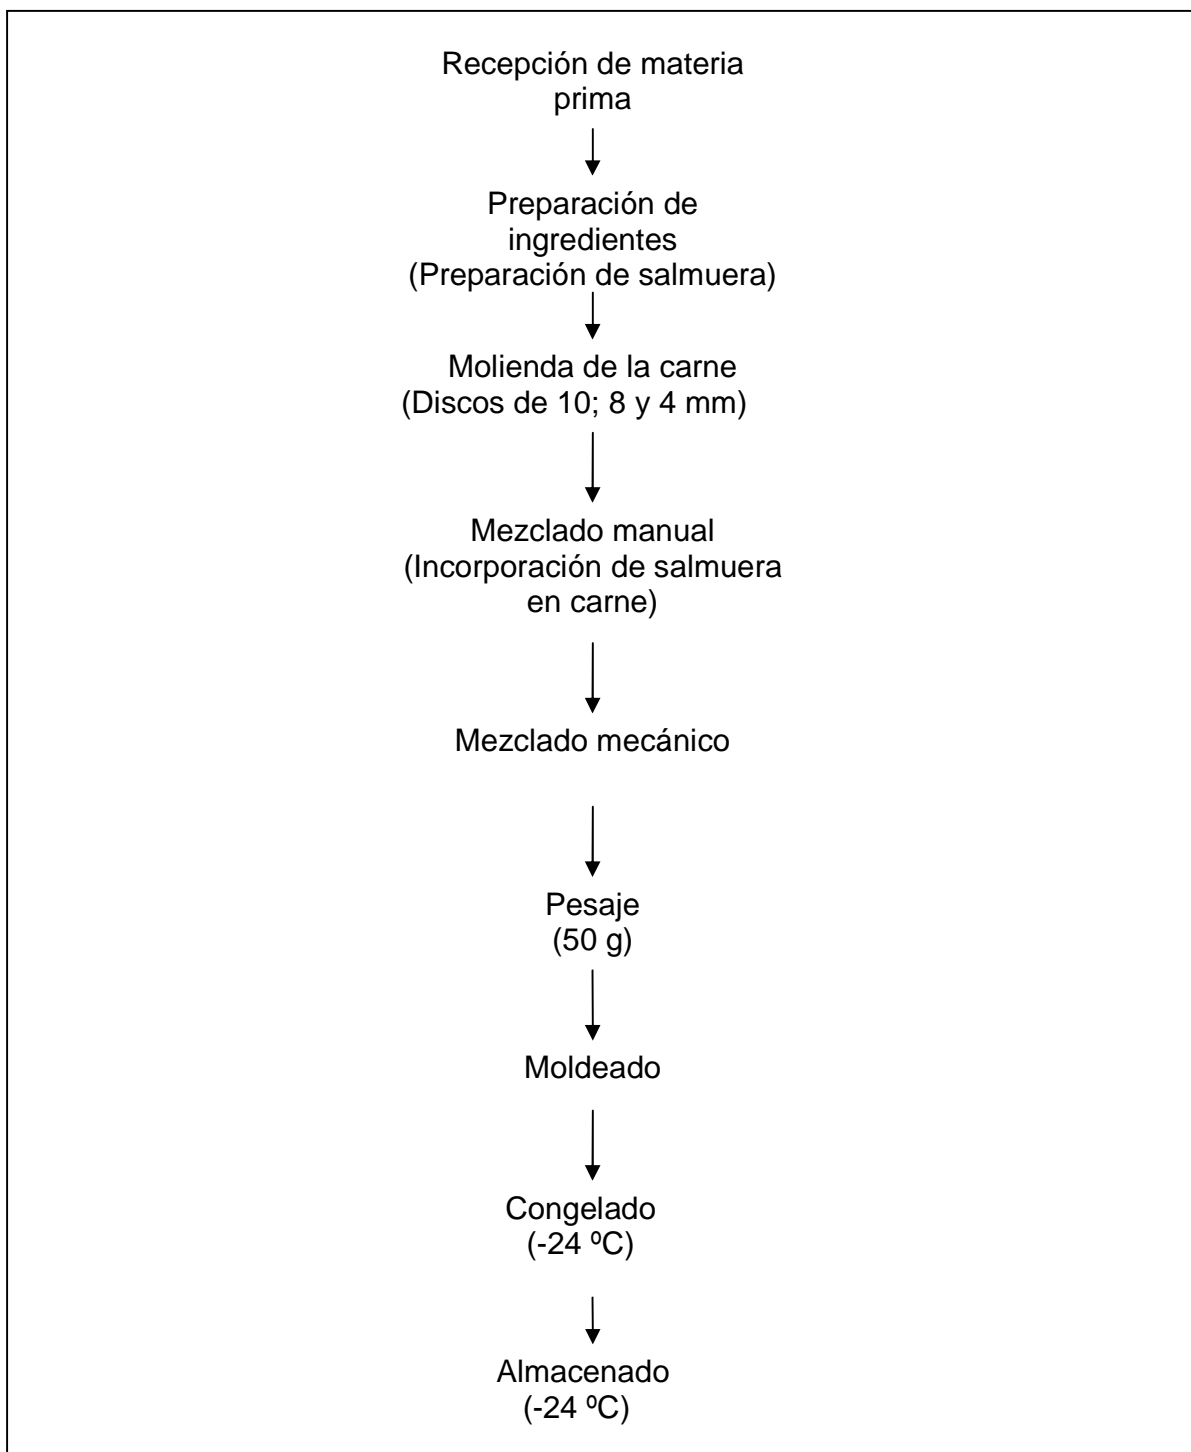 Recepción de materia
prima
Preparación de
ingredientes
(Preparación de salmuera)
Molienda de la carne
(Discos de 10; 8 y 4 mm)
Mezclado manual
(Incorporación de salmuera
en carne)
Mezclado mecánico
Pesaje
(50 g)
Moldeado
Congelado
(-24 ºC)
Almacenado
(-24 ºC)